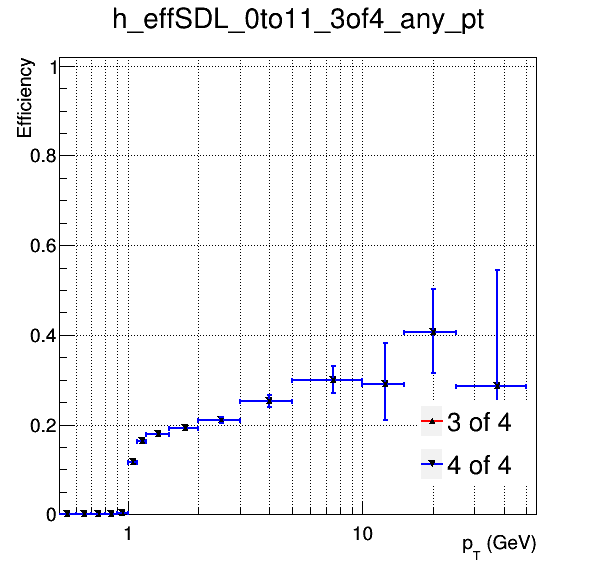 h_effSDL_0to11_3of4_any_pt
Efficiency
1
0.8
0.6
0.4
0.2
0
3 of 4
4 of 4
1
10
p_T (GeV)